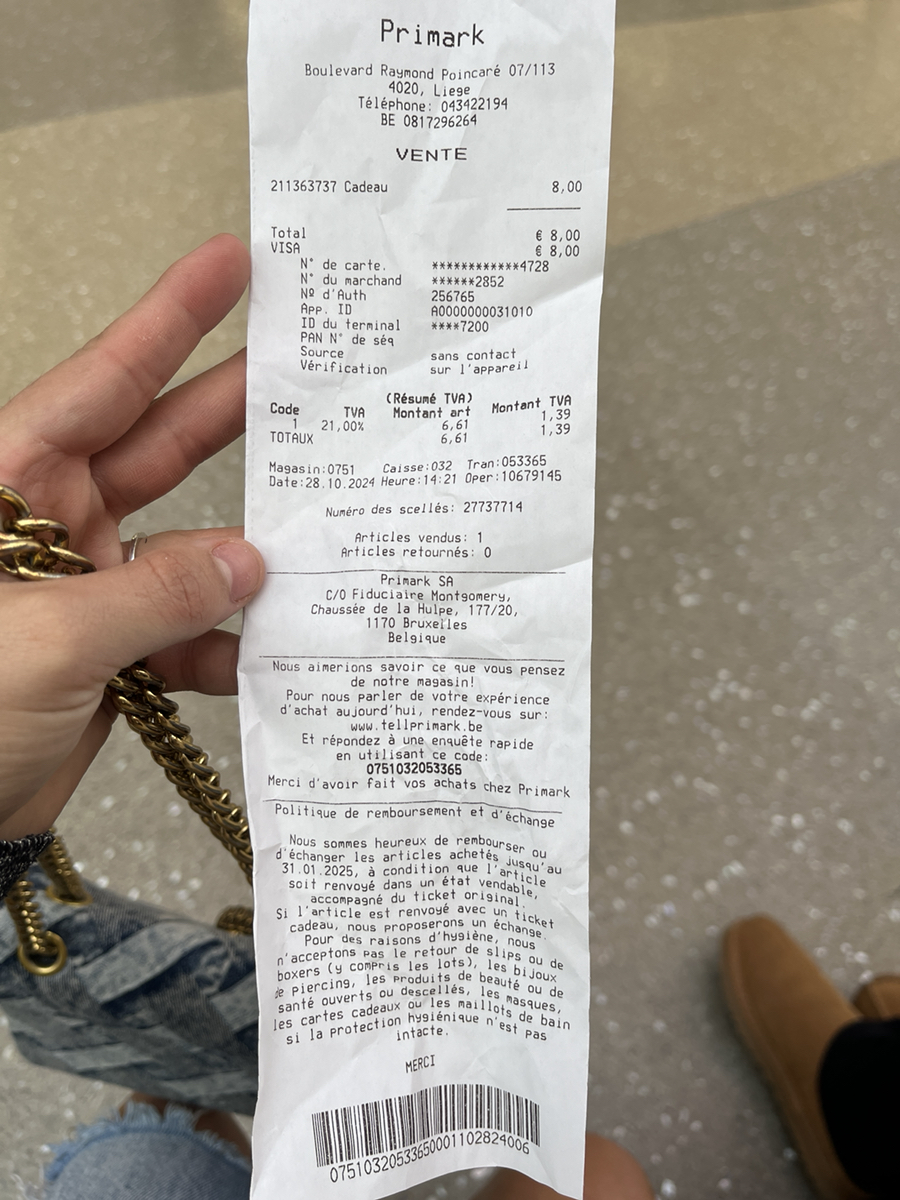 Primark
Boulevard Raymond Poincaré 07/113
4020, Liege
Téléphone: 043422194
BE 0817296264
VENTE
211363737 Cadeau 8,00
Total € 8,00
VISA € 8,00
N° de carte. ************4728
N° du marchand ******2852
Nº d'Auth 256765
App. ID A0000000031010
ID du terminal ****7200
PAN N° de séq
Source sans contact
Vérification sur l'appareil
(Résumé TVA)
Code TVA Montant art Montant TVA
1 21,00% 6,61 1,39
TOTAUX 6,61 1,39
Magasin:0751 Caisse:032 Tran:053365
Date:28.10.2024 Heure:14:21 Oper:10679145
Numéro des scellés: 27737714
Articles vendus: 1
Articles retournés: 0
Primark SA
C/O Fiduciaire Montgomery,
Chaussée de la Hulpe, 177/20,
1170 Bruxelles
Belgique
Nous aimerions savoir ce que vous pensez
de notre magasin!
Pour nous parler de votre expérience
d'achat aujourd'hui, rendez-vous sur:
www.tellprimark.be
Et répondez à une enquête rapide
en utilisant ce code:
0751032053365
Merci d'avoir fait vos achats chez Primark
Politique de remboursement et d'échange
Nous sommes heureux de rembourser ou
d'échanger les articles achetés jusqu'au
31.01.2025, à condition que l'article
soit renvoyé dans un état vendable,
accompagné du ticket original.
Si l'article est renvoyé avec un ticket
cadeau, nous proposerons un échange.
Pour des raisons d'hygiène, nous
n'acceptons pas le retour de slips ou de
boxers (y compris les lots), les bijoux
de piercing, les produits de beauté ou de
santé ouverts ou descellés, les masques,
les cartes cadeaux ou les maillots de bain
si la protection hygiénique n'est pas
intacte.
MERCI
07510320533650001102824006